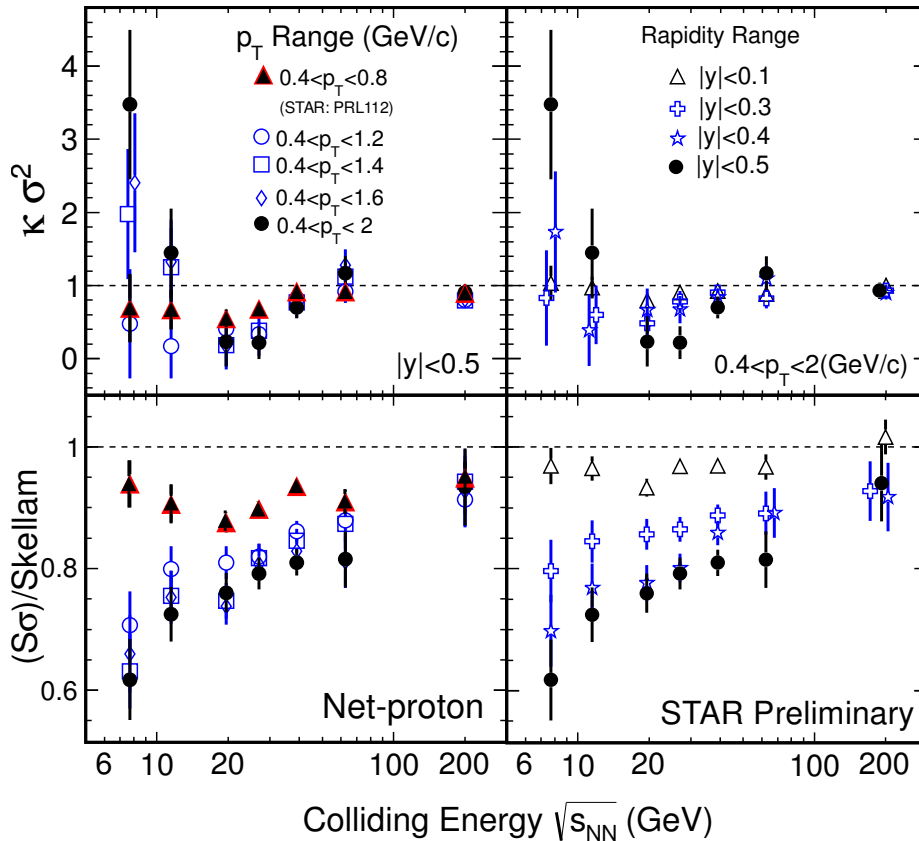 p_T Range (GeV/c)
0.4<p_T<0.8
(STAR: PRL112)
0.4<p_T<1.2
0.4<p_T<1.4
0.4<p_T<1.6
0.4<p_T< 2
|y|<0.5
Rapidity Range
|y|<0.1
|y|<0.3
|y|<0.4
|y|<0.5
0.4<p_T<2(GeV/c)
κ σ²
4
3
2
1
0
(Sσ)/Skellam
1
0.8
0.6
Net-proton
STAR Preliminary
6 10 20 100 200
6 10 20 100 200
Colliding Energy √s_NN (GeV)